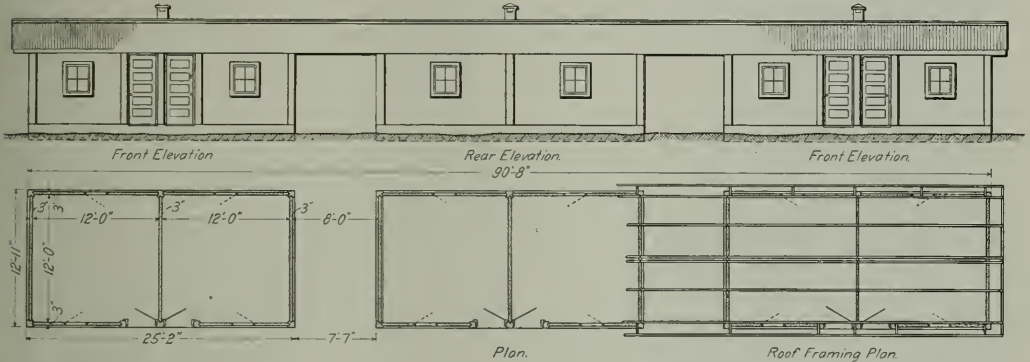 Front Elevation
Rear Elevation.
Front Elevation.
90'-8"
3"
3
12'-0"
3"
12'-0"
3"
8'-0"
12'-11"
12'-0"
3"
25'-2"
7'-7"
Plan.
Roof Framing Plan.